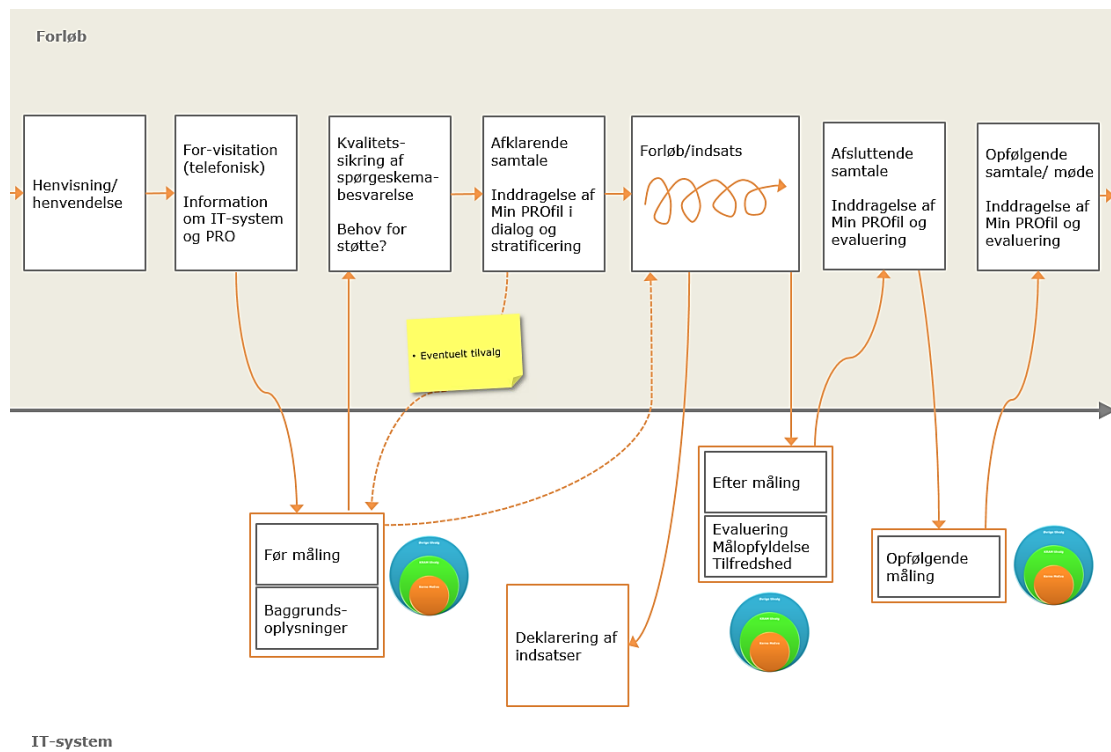 Forløb
Henvisning/
henvendelse
For-visitation
(telefonisk)
Information
om IT-system
og PRO
Kvalitets-
sikring af
spørgeskema-
besvarelse
Behov for
støtte?
Afklarende
samtale
Inddragelse af
Min PROfil i
dialog og
stratificering
Forløb/indsats
Afsluttende
samtale
Inddragelse af
Min PROfil og
evaluering
Opfølgende
samtale/ møde
Inddragelse af
Min PROfil og
evaluering
• Eventuelt tilvalg
Før måling
Baggrunds-
oplysninger
Deklarering af
indsatser
Efter måling
Evaluering
Målopfyldelse
Tilfredshed
Opfølgende
måling
IT-system